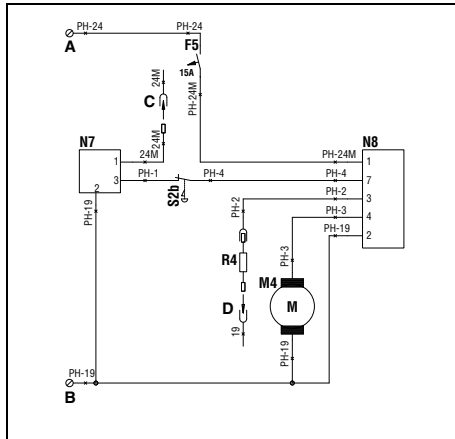 PH-24 PH-24
A
F5
15A
24M
C
PH-24M
24M
N7 N8
1 24M PH-24M 1
3 PH-1 PH-4 PH-4 7
2 S2b PH-2 3
PH-19 PH-2 PH-3 4
PH-19 2
PH-3
R4
M4
M
D
19
PH-19
PH-19
B